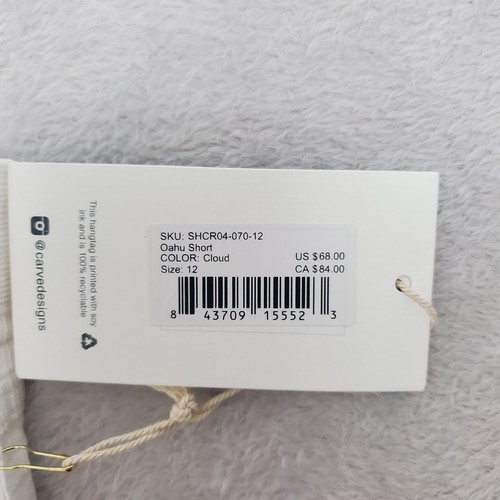 SKU: SHCR04-070-12
Oahu Short
COLOR: Cloud US $68.00
Size: 12 CA $84.00
8 43709 15552 3
This hangtag is printed with soy
ink and is 100% recyclable
@carvedesigns